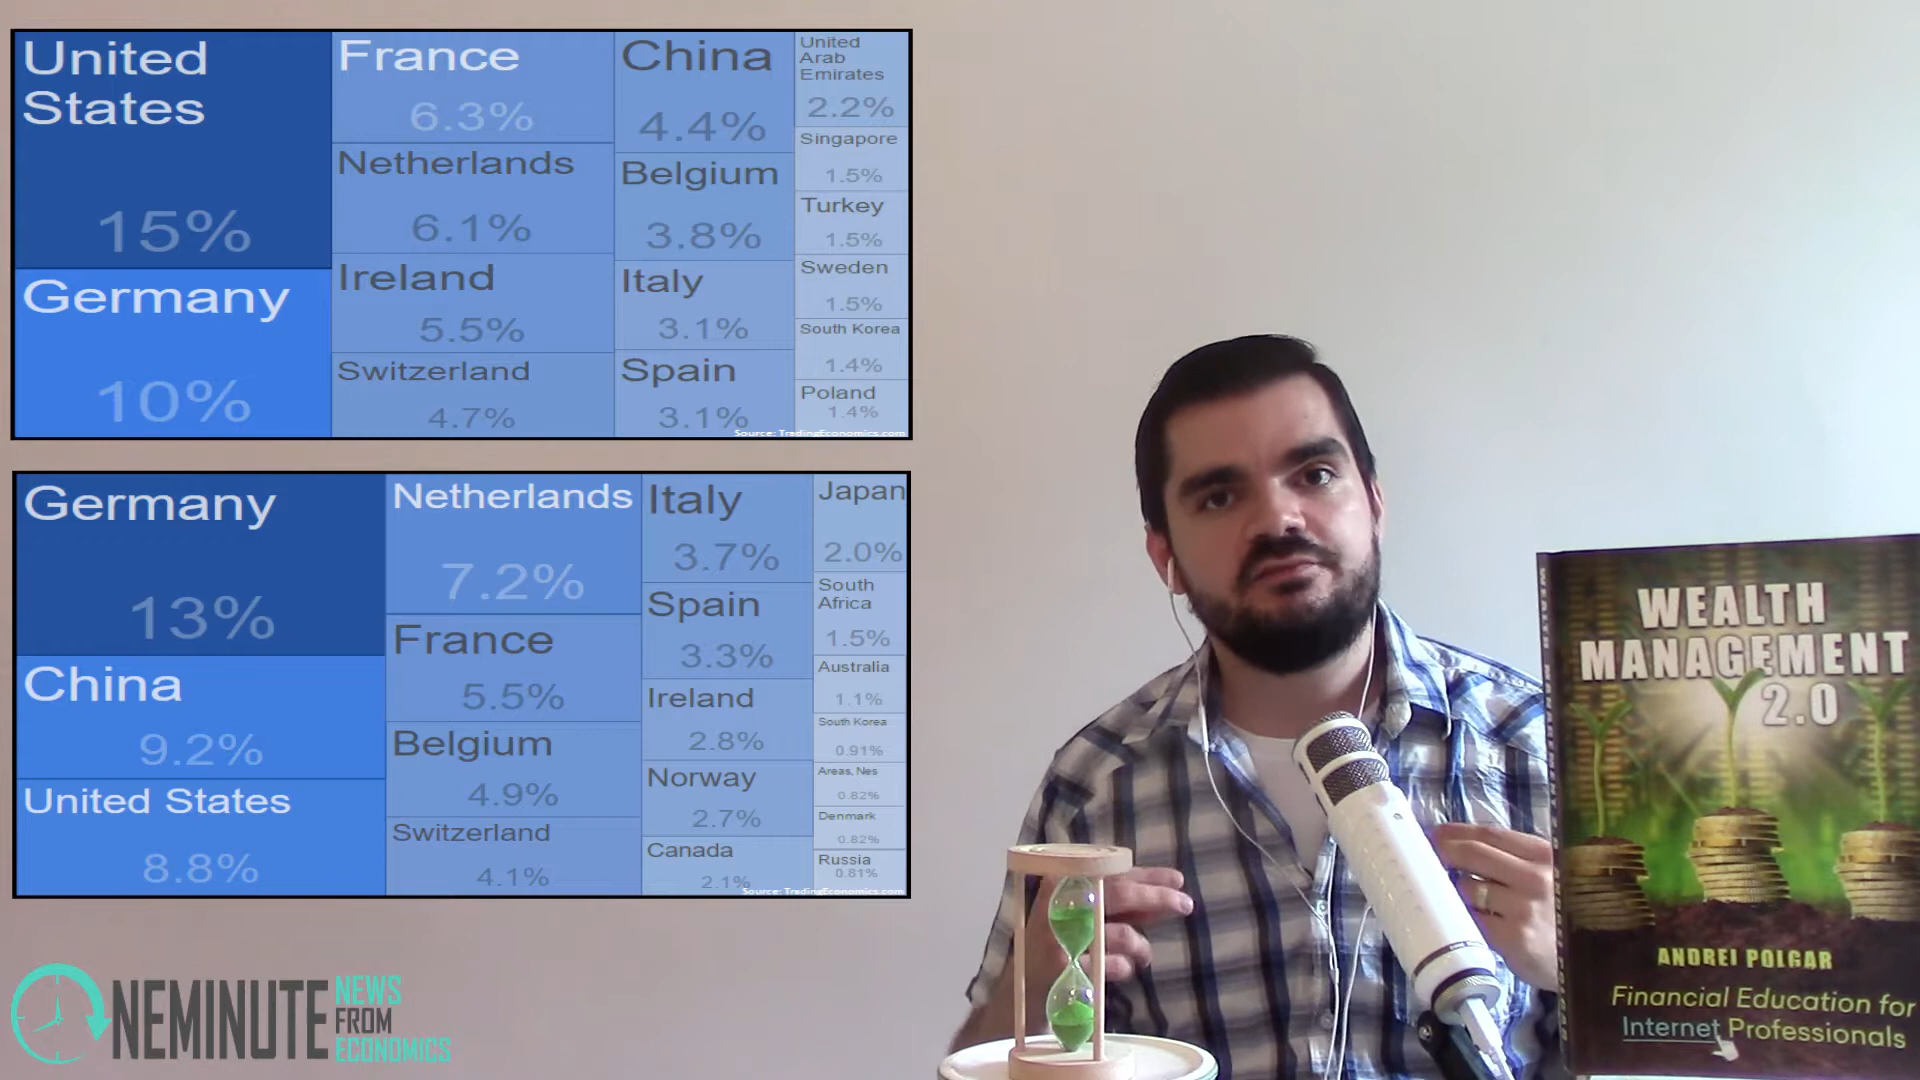 United
States
15%
Germany
10%
France
6.3%
Netherlands
6.1%
Ireland
5.5%
Switzerland
4.7%
China
4.4%
Belgium
3.8%
Italy
3.1%
Spain
3.1%
United
Arab
Emirates
2.2%
Singapore
1.5%
Turkey
1.5%
Sweden
1.5%
South Korea
1.4%
Poland
1.4%
Source: TradingEconomics.com
Germany
13%
China
9.2%
United States
8.8%
Netherlands
7.2%
France
5.5%
Belgium
4.9%
Switzerland
4.1%
Italy
3.7%
Spain
3.3%
Ireland
2.8%
Norway
2.7%
Canada
2.1%
Japan
2.0%
South
Africa
1.5%
Australia
1.1%
South Korea
0.91%
Areas, Nes
0.82%
Denmark
0.82%
Russia
0.81%
Source: TradingEconomics.com
NEMINUTE
NEWS
FROM
ECONOMICS
WEALTH
MANAGEMENT
2.0
ANDREI POLGAR
Financial Education for
Internet Professionals